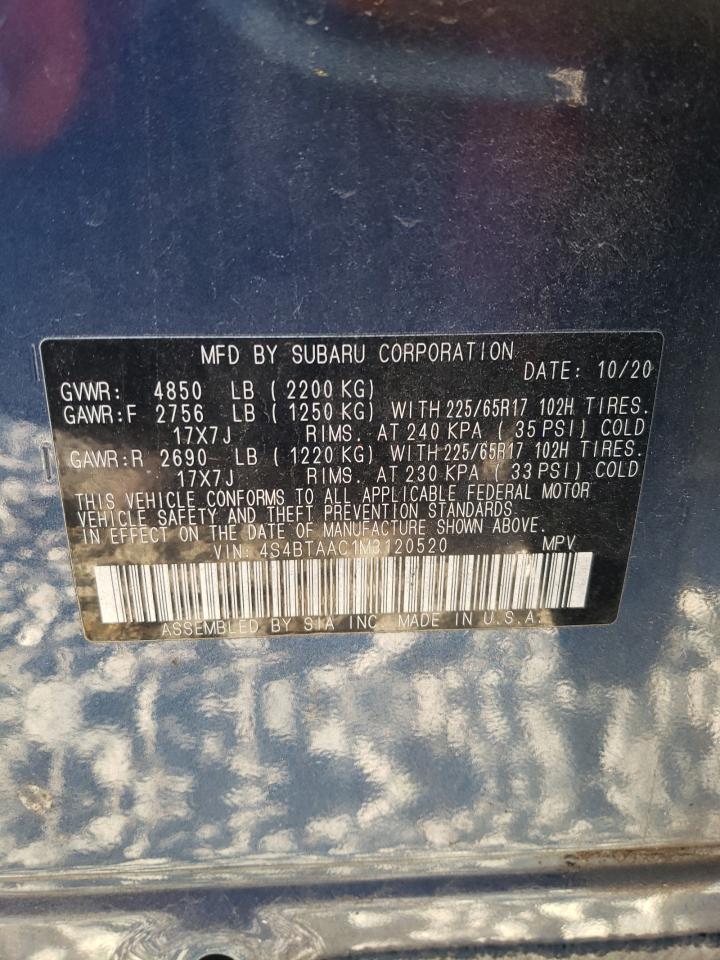 MFD BY SUBARU CORPORATION
DATE: 10/20
GVWR: 4850 LB (2200 KG)
GAWR:F 2756 LB (1250 KG) WITH 225/65R17 102H TIRES.
17X7J RIMS. AT 240 KPA (35 PSI) COLD
GAWR:R 2690 LB (1220 KG) WITH 225/65R17 102H TIRES.
17X7J RIMS. AT 230 KPA (33 PSI) COLD
THIS VEHICLE CONFORMS TO ALL APPLICABLE FEDERAL MOTOR
VEHICLE SAFETY AND THEFT PREVENTION STANDARDS
IN EFFECT ON THE DATE OF MANUFACTURE SHOWN ABOVE.
VIN: 4S4BTAAC1M3120520 MPV
ASSEMBLED BY SIA INC. MADE IN U.S.A.